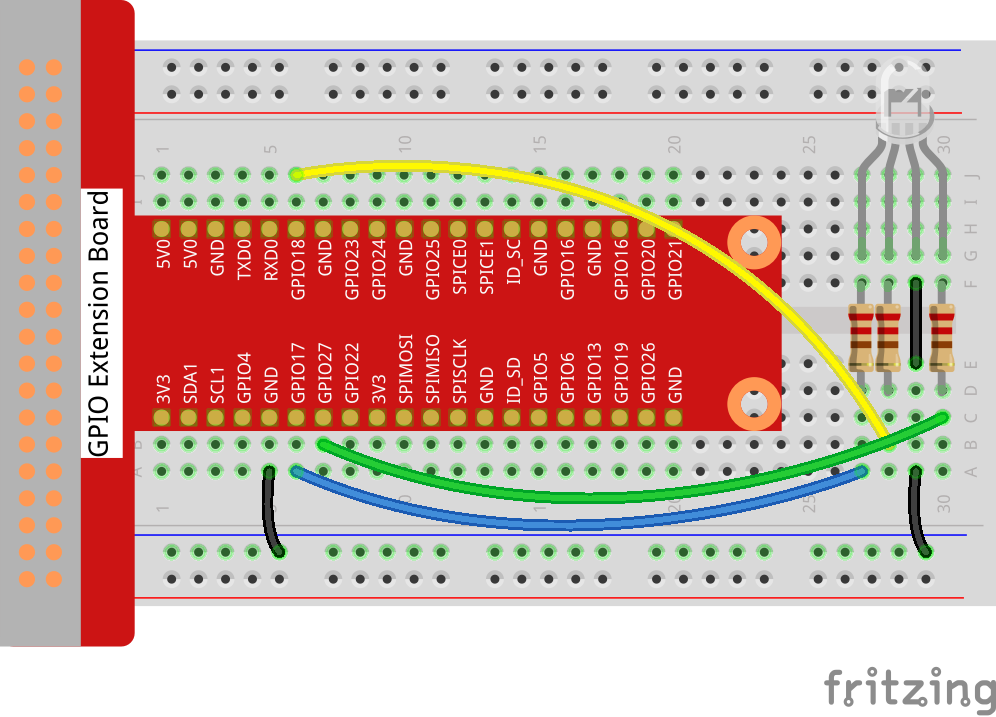 GPIO Extension Board
1 5 10 15 20 25 30
J J
I I
H
G
F
5V0 5V0 GND TXD0 RXD0 GPIO18 GND GPIO23 GPIO24 GND GPIO25 SPICE0 SPICE1 ID_SC GND GPIO16 GND GPIO16 GPIO20 GPIO21
3V3 SDA1 SCL1 GPIO4 GND GPIO17 GPIO27 GPIO22 3V3 SPIMOSI SPIMISO SPISCLK GND ID_SD GPIO5 GPIO6 GPIO13 GPIO19 GPIO26 GND
E
D
C
B B
A A
1 25 30
fritzing